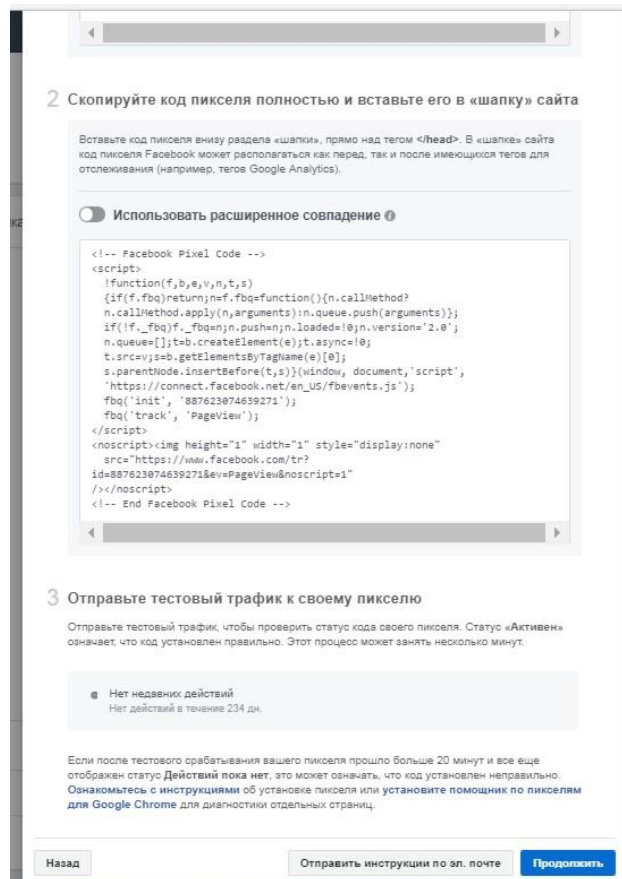 2 Скопируйте код пикселя полностью и вставьте его в «шапку» сайта
Вставьте код пикселя внизу раздела «шапки», прямо над тегом </head>. В «шапке» сайта
код пикселя Facebook может располагаться как перед, так и после имеющихся тегов для
отслеживания (например, тегов Google Analytics).
Использовать расширенное совпадение
<!-- Facebook Pixel Code -->
<script>
!function(f,b,e,v,n,t,s)
{if(f.fbq)return;n=f.fbq=function(){n.callMethod?
n.callMethod.apply(n,arguments):n.queue.push(arguments)};
if(!f._fbq)f._fbq=n;n.push=n;n.loaded=!0;n.version='2.0';
n.queue=[];t=b.createElement(e);t.async=!0;
t.src=v;s=b.getElementsByTagName(e)[0];
s.parentNode.insertBefore(t,s)}(window, document,'script',
'https://connect.facebook.net/en_US/fbevents.js');
fbq('init', '887623074639271');
fbq('track', 'PageView');
</script>
<noscript><img height="1" width="1" style="display:none"
src="https://www.facebook.com/tr?
id=887623074639271&ev=PageView&noscript=1"
/></noscript>
<!-- End Facebook Pixel Code -->
3 Отправьте тестовый трафик к своему пикселю
Отправьте тестовый трафик, чтобы проверить статус кода своего пикселя. Статус «Активен»
означает, что код установлен правильно. Этот процесс может занять несколько минут.
Нет недавних действий
Нет действий в течение 234 дн.
Если после тестового срабатывания вашего пикселя прошло больше 20 минут и все еще
отображен статус Действий пока нет, это может означать, что код установлен неправильно.
Ознакомьтесь с инструкциями об установке пикселя или установите помощник по пикселям
для Google Chrome для диагностики отдельных страниц.
Назад
Отправить инструкции по эл. почте
Продолжить